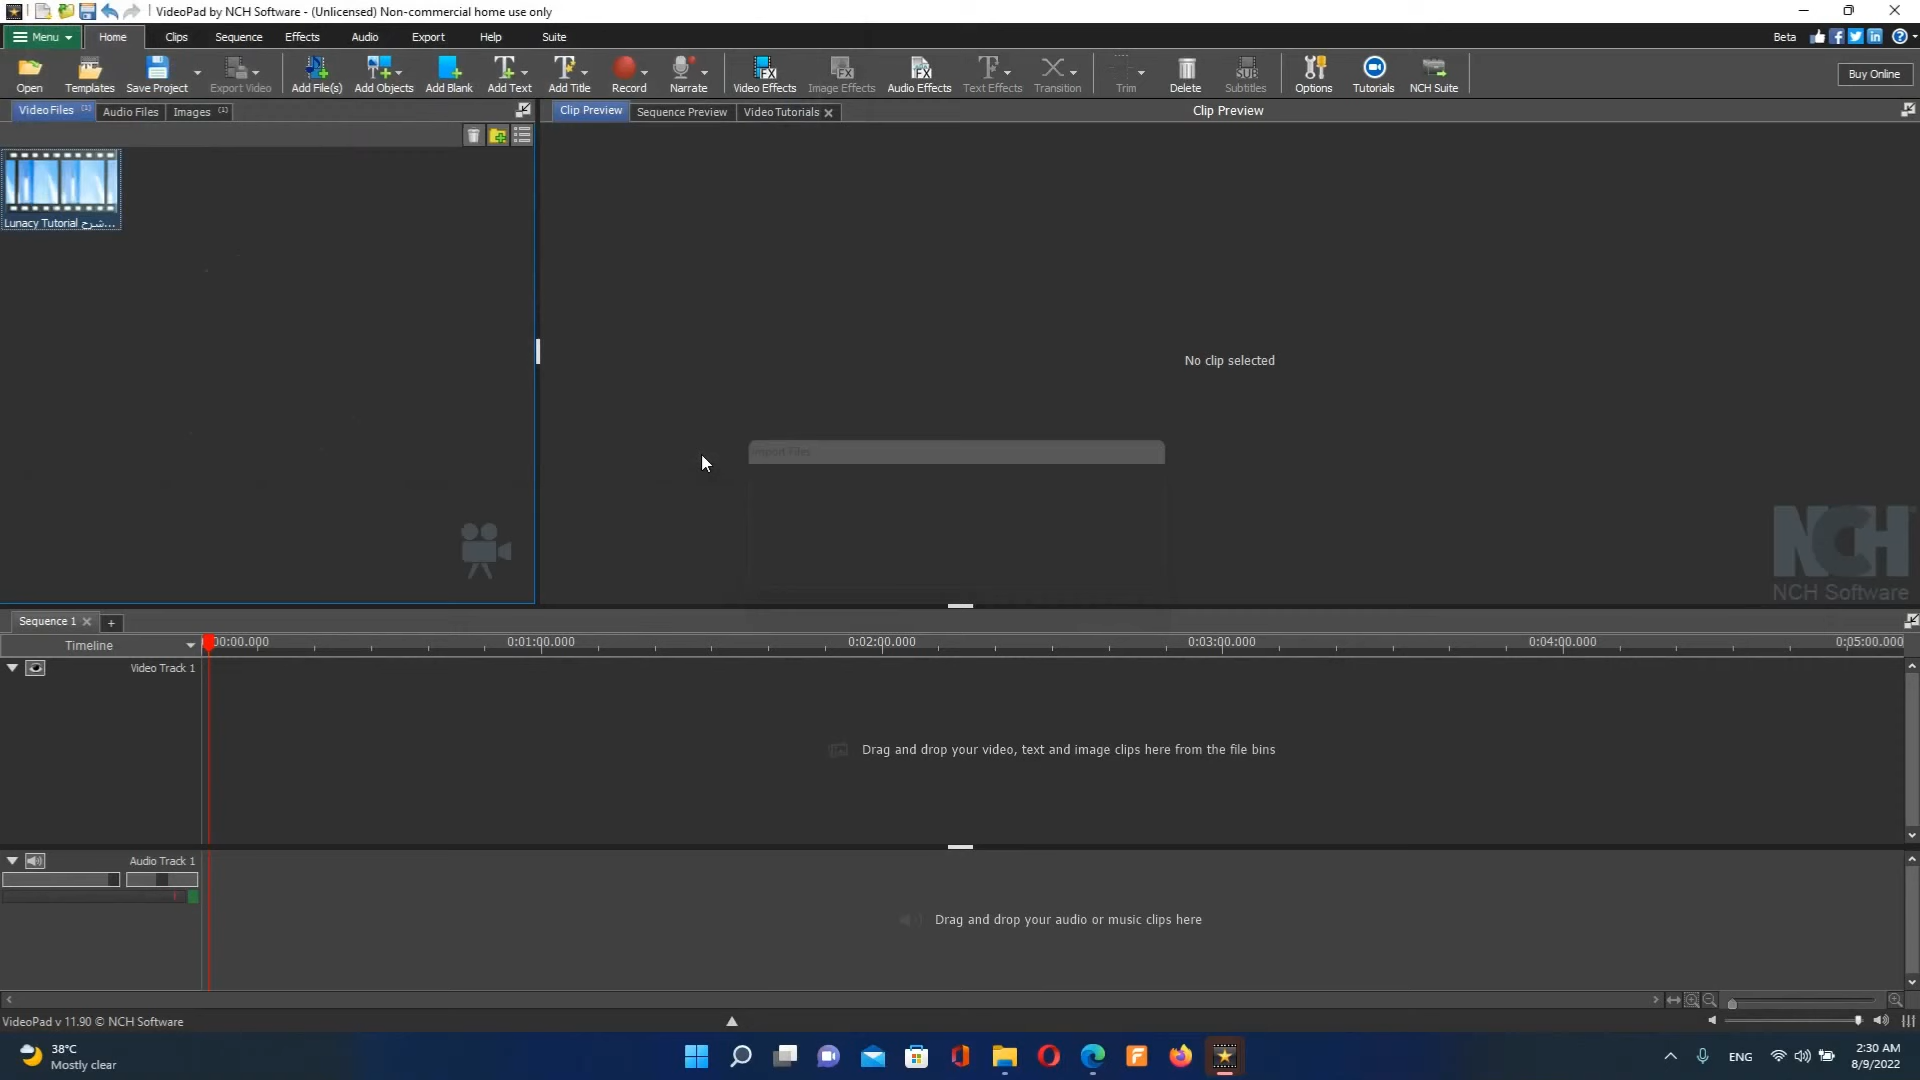 VideoPad by NCH Software - (Unlicensed) Non-commercial home use only
Menu Home Clips Sequence Effects Audio Export Help Suite Beta
Open Templates Save Project Export Video Add File(s) Add Objects Add Blank Add Text Add Title Record Narrate Video Effects Image Effects Audio Effects Text Effects Transition Trim Delete Subtitles Options Tutorials NCH Suite Buy Online
Video Files (1) Audio Files Images (1) Clip Preview Sequence Preview Video Tutorials Clip Preview
Lunacy Tutorial شرح...
No clip selected
Import Files
NCH
NCH Software
Sequence 1
Timeline 0:00:00.000 0:01:00.000 0:02:00.000 0:03:00.000 0:04:00.000 0:05:00.000
Video Track 1
Drag and drop your video, text and image clips here from the file bins
Audio Track 1
Drag and drop your audio or music clips here
VideoPad v 11.90 © NCH Software
38°C
Mostly clear
ENG
2:30 AM
8/9/2022